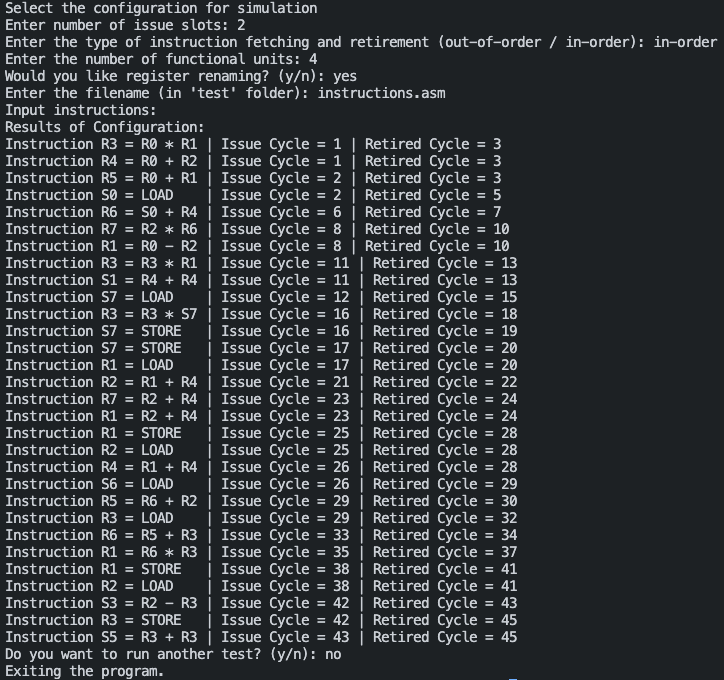 Select the configuration for simulation
Enter number of issue slots: 2
Enter the type of instruction fetching and retirement (out-of-order / in-order): in-order
Enter the number of functional units: 4
Would you like register renaming? (y/n): yes
Enter the filename (in 'test' folder): instructions.asm
Input instructions:
Results of Configuration:
Instruction R3 = R0 * R1 | Issue Cycle = 1 | Retired Cycle = 3
Instruction R4 = R0 + R2 | Issue Cycle = 1 | Retired Cycle = 3
Instruction R5 = R0 + R1 | Issue Cycle = 2 | Retired Cycle = 3
Instruction S0 = LOAD    | Issue Cycle = 2 | Retired Cycle = 5
Instruction R6 = S0 + R4 | Issue Cycle = 6 | Retired Cycle = 7
Instruction R7 = R2 * R6 | Issue Cycle = 8 | Retired Cycle = 10
Instruction R1 = R0 - R2 | Issue Cycle = 8 | Retired Cycle = 10
Instruction R3 = R3 * R1 | Issue Cycle = 11 | Retired Cycle = 13
Instruction S1 = R4 + R4 | Issue Cycle = 11 | Retired Cycle = 13
Instruction S7 = LOAD    | Issue Cycle = 12 | Retired Cycle = 15
Instruction R3 = R3 * S7 | Issue Cycle = 16 | Retired Cycle = 18
Instruction S7 = STORE   | Issue Cycle = 16 | Retired Cycle = 19
Instruction S7 = STORE   | Issue Cycle = 17 | Retired Cycle = 20
Instruction R1 = LOAD    | Issue Cycle = 17 | Retired Cycle = 20
Instruction R2 = R1 + R4 | Issue Cycle = 21 | Retired Cycle = 22
Instruction R7 = R2 + R4 | Issue Cycle = 23 | Retired Cycle = 24
Instruction R1 = R2 + R4 | Issue Cycle = 23 | Retired Cycle = 24
Instruction R1 = STORE   | Issue Cycle = 25 | Retired Cycle = 28
Instruction R2 = LOAD    | Issue Cycle = 25 | Retired Cycle = 28
Instruction R4 = R1 + R4 | Issue Cycle = 26 | Retired Cycle = 28
Instruction S6 = LOAD    | Issue Cycle = 26 | Retired Cycle = 29
Instruction R5 = R6 + R2 | Issue Cycle = 29 | Retired Cycle = 30
Instruction R3 = LOAD    | Issue Cycle = 29 | Retired Cycle = 32
Instruction R6 = R5 + R3 | Issue Cycle = 33 | Retired Cycle = 34
Instruction R1 = R6 * R3 | Issue Cycle = 35 | Retired Cycle = 37
Instruction R1 = STORE   | Issue Cycle = 38 | Retired Cycle = 41
Instruction R2 = LOAD    | Issue Cycle = 38 | Retired Cycle = 41
Instruction S3 = R2 - R3 | Issue Cycle = 42 | Retired Cycle = 43
Instruction R3 = STORE   | Issue Cycle = 42 | Retired Cycle = 45
Instruction S5 = R3 + R3 | Issue Cycle = 43 | Retired Cycle = 45
Do you want to run another test? (y/n): no
Exiting the program.